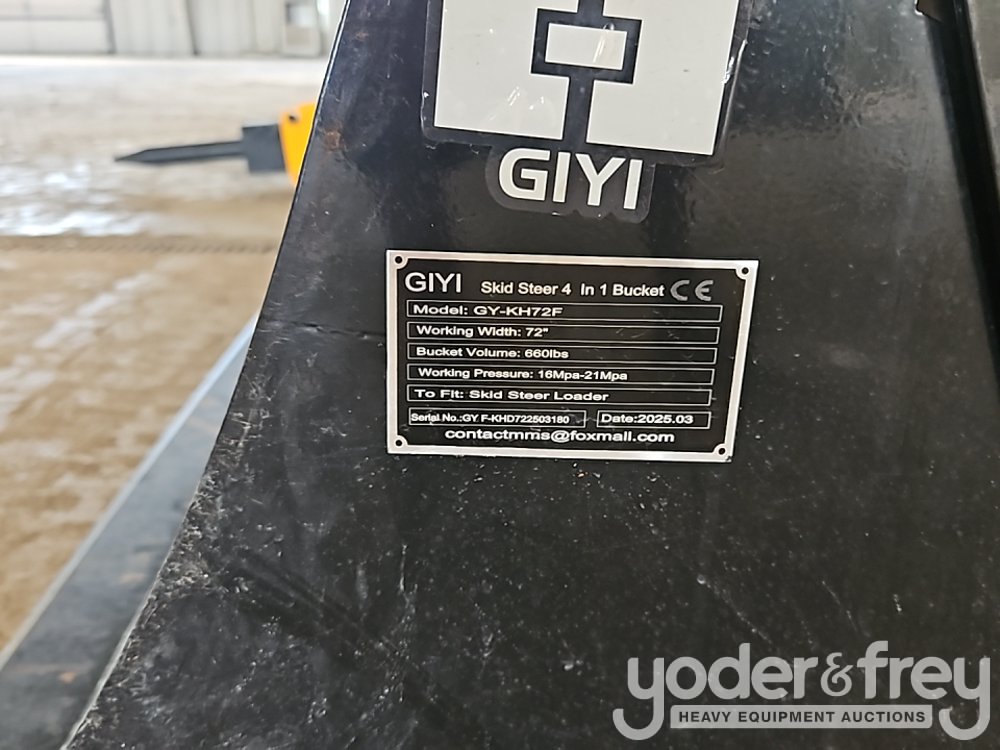 GIYI
GIYI Skid Steer 4 In 1 Bucket CE
Model: GY-KH72F
Working Width: 72"
Bucket Volume: 660lbs
Working Pressure: 16Mpa-21Mpa
To Fit: Skid Steer Loader
Serial No.:GY F-KHD722503180 Date:2025.03
contactmms@foxmail.com
yoder&frey
HEAVY EQUIPMENT AUCTIONS